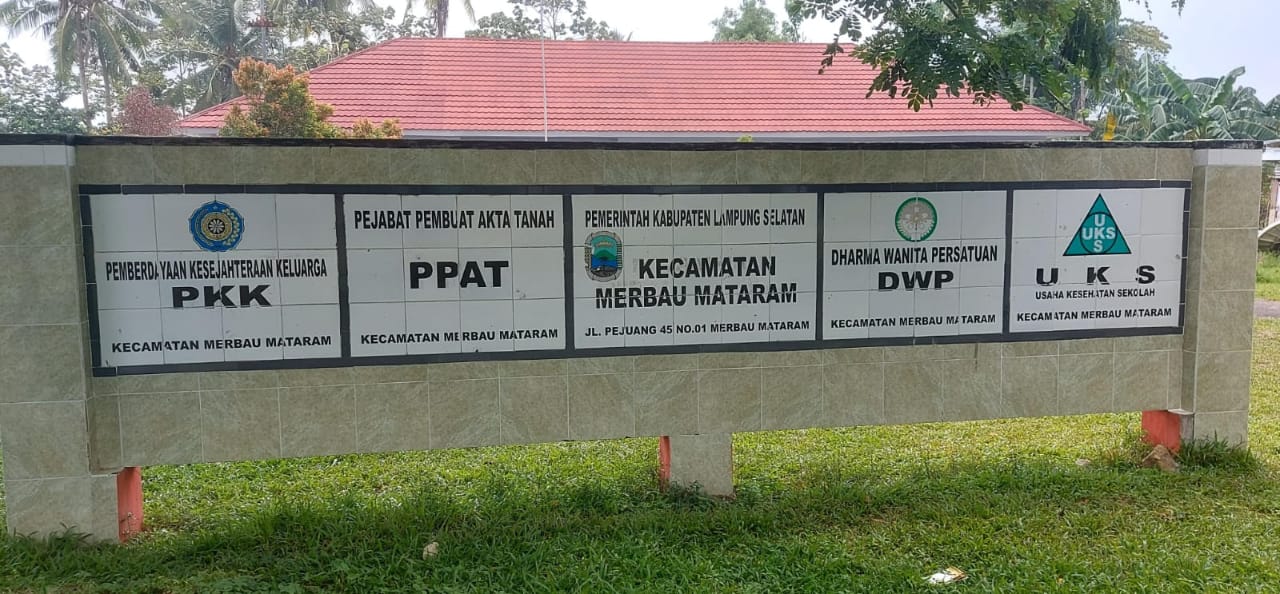 PEMBERDAYAAN KESEJAHTERAAN KELUARGA
PKK
KECAMATAN MERBAU MATARAM
PEJABAT PEMBUAT AKTA TANAH
PPAT
KECAMATAN MERBAU MATARAM
PEMERINTAH KABUPATEN LAMPUNG SELATAN
KECAMATAN
MERBAU MATARAM
JL. PEJUANG 45 NO.01 MERBAU MATARAM
DHARMA WANITA PERSATUAN
DWP
KECAMATAN MERBAU MATARAM
U
UKS
S
U K S
USAHA KESEHATAN SEKOLAH
KECAMATAN MERBAU MATARAM